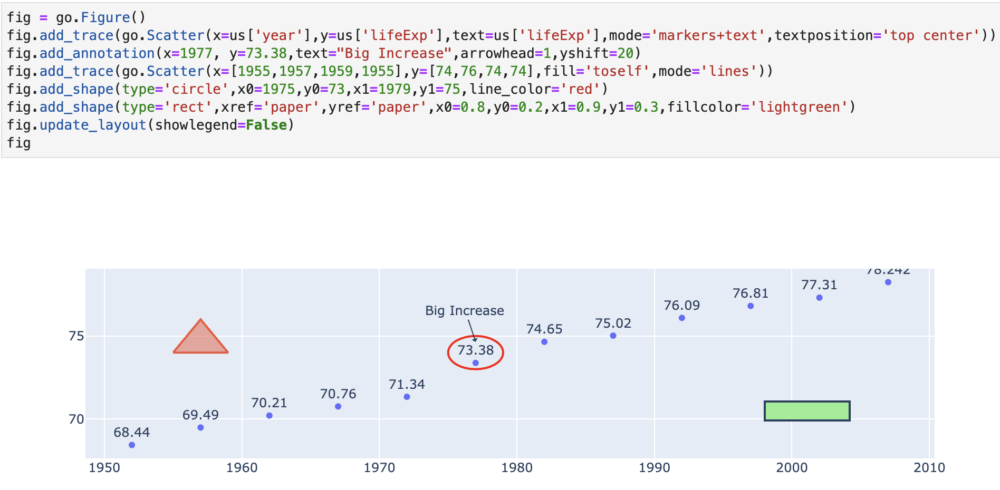 fig = go.Figure()
fig.add_trace(go.Scatter(x=us['year'],y=us['lifeExp'],text=us['lifeExp'],mode='markers+text',textposition='top center'))
fig.add_annotation(x=1977, y=73.38,text="Big Increase",arrowhead=1,yshift=20)
fig.add_trace(go.Scatter(x=[1955,1957,1959,1955],y=[74,76,74,74],fill='toself',mode='lines'))
fig.add_shape(type='circle',x0=1975,y0=73,x1=1979,y1=75,line_color='red')
fig.add_shape(type='rect',xref='paper',yref='paper',x0=0.8,y0=0.2,x1=0.9,y1=0.3,fillcolor='lightgreen')
fig.update_layout(showlegend=False)
fig
78.242
77.31
76.81
76.09
Big Increase
75.02
74.65
75
73.38
71.34
70.76
70.21
69.49
70
68.44
1950 1960 1970 1980 1990 2000 2010